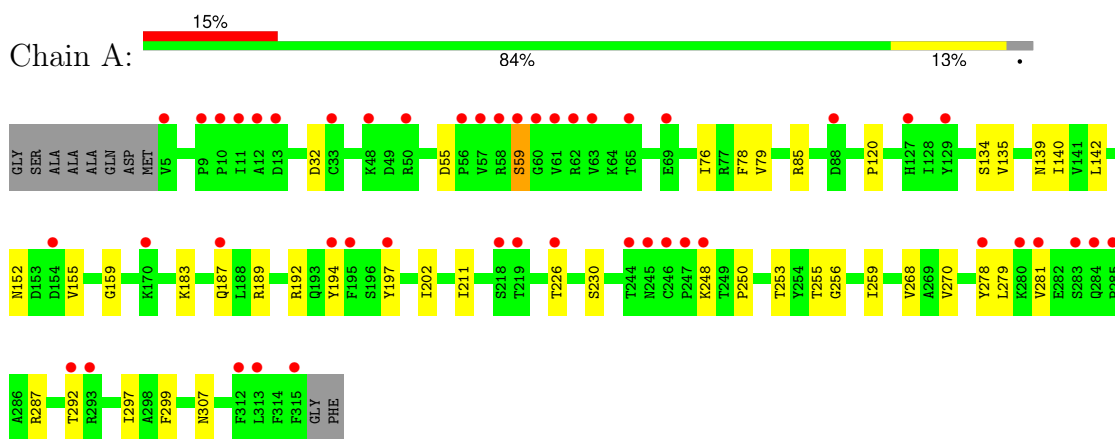 15%
Chain A:
84%
13%
•
GLY SER ALA ALA ALA GLN ASP MET V5 P9 P10 I11 A12 D13 D32 C33 K48 D49 R50 D55 P56 V57 R58 S59 G60 V61 R62 V63 K64 T65 E69 I76 R77 F78 V79 R85 D88 P120 H127 I128 Y129 S134 V135 N139 I140 V141 L142
N152 D153 D154 V155 G159 K170 K183 Q187 L188 R189 R192 Q193 Y194 F195 S196 Y197 I202 I211 S218 T219 T226 S230 T244 N245 C246 P247 K248 T249 P250 T253 Y254 T255 G256 I259 V268 A269 V270 Y278 L279 K280 V281 E282 S283 Q284
A286 R287 T292 R293 I297 A298 F299 N307 F312 L313 F314 F315 GLY PHE